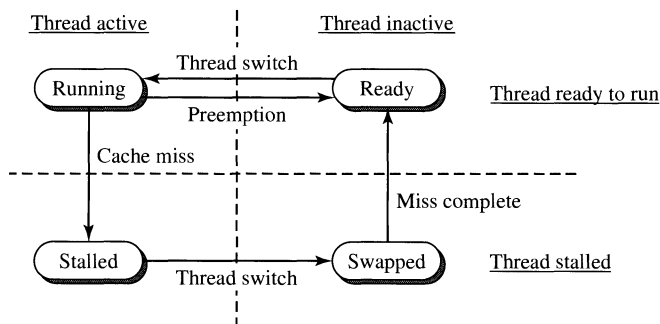 Thread active
Thread inactive
Thread switch
Running
Ready
Thread ready to run
Preemption
Cache miss
Miss complete
Stalled
Swapped
Thread stalled
Thread switch